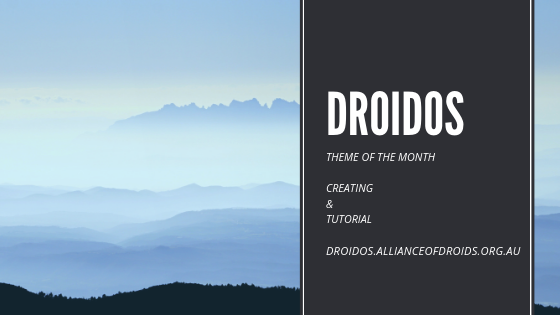 DROIDOS
THEME OF THE MONTH
CREATING
&
TUTORIAL
DROIDOS.ALLIANCEOFDROIDS.ORG.AU